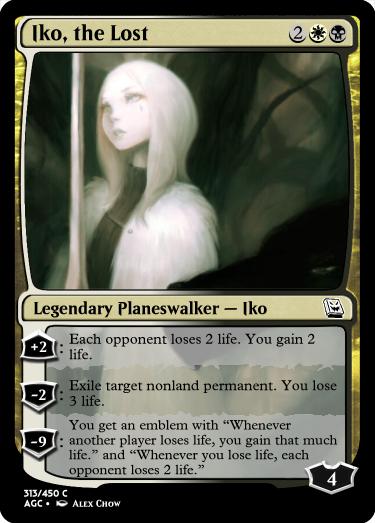 Iko, the Lost 2
Legendary Planeswalker — Iko
+2: Each opponent loses 2 life. You gain 2
life.
-2: Exile target nonland permanent. You lose
3 life.
You get an emblem with “Whenever
another player loses life, you gain that much
-9: life.” and “Whenever you lose life, each
opponent loses 2 life.”
4
313/450 C
AGC • Alex Chow